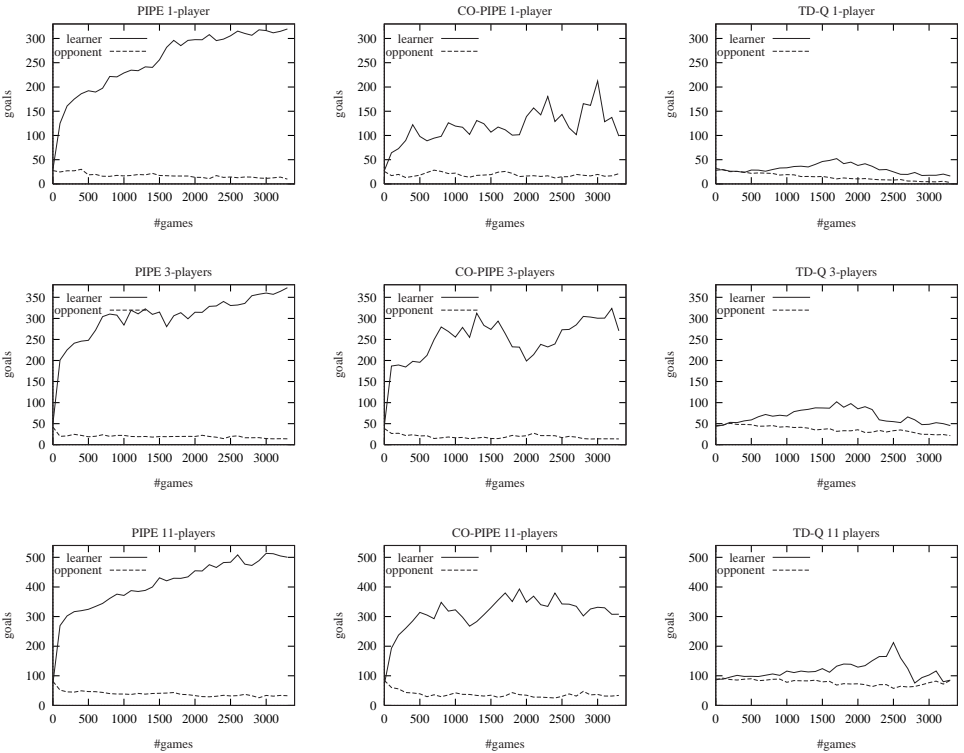 PIPE 1-player
300
250
200
150
100
50
0
goals
learner
opponent
0 500 1000 1500 2000 2500 3000
#games
CO-PIPE 1-player
300
250
200
150
100
50
0
goals
learner
opponent
0 500 1000 1500 2000 2500 3000
#games
TD-Q 1-player
300
250
200
150
100
50
0
goals
learner
opponent
0 500 1000 1500 2000 2500 3000
#games
PIPE 3-players
350
300
250
200
150
100
50
0
goals
learner
opponent
0 500 1000 1500 2000 2500 3000
#games
CO-PIPE 3-players
350
300
250
200
150
100
50
0
goals
learner
opponent
0 500 1000 1500 2000 2500 3000
#games
TD-Q 3-players
350
300
250
200
150
100
50
0
goals
learner
opponent
0 500 1000 1500 2000 2500 3000
#games
PIPE 11-players
500
400
300
200
100
0
goals
learner
opponent
0 500 1000 1500 2000 2500 3000
#games
CO-PIPE 11-players
500
400
300
200
100
0
goals
learner
opponent
0 500 1000 1500 2000 2500 3000
#games
TD-Q 11 players
500
400
300
200
100
0
goals
learner
opponent
0 500 1000 1500 2000 2500 3000
#games